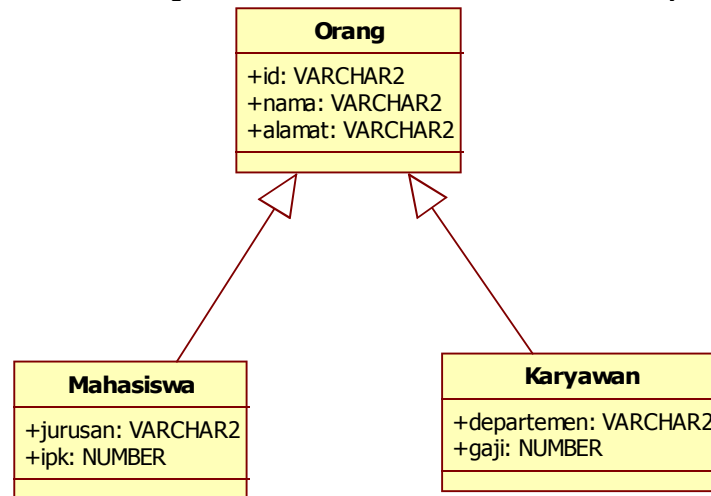 Orang
+id: VARCHAR2
+nama: VARCHAR2
+alamat: VARCHAR2
Mahasiswa
+jurusan: VARCHAR2
+ipk: NUMBER
Karyawan
+departemen: VARCHAR2
+gaji: NUMBER